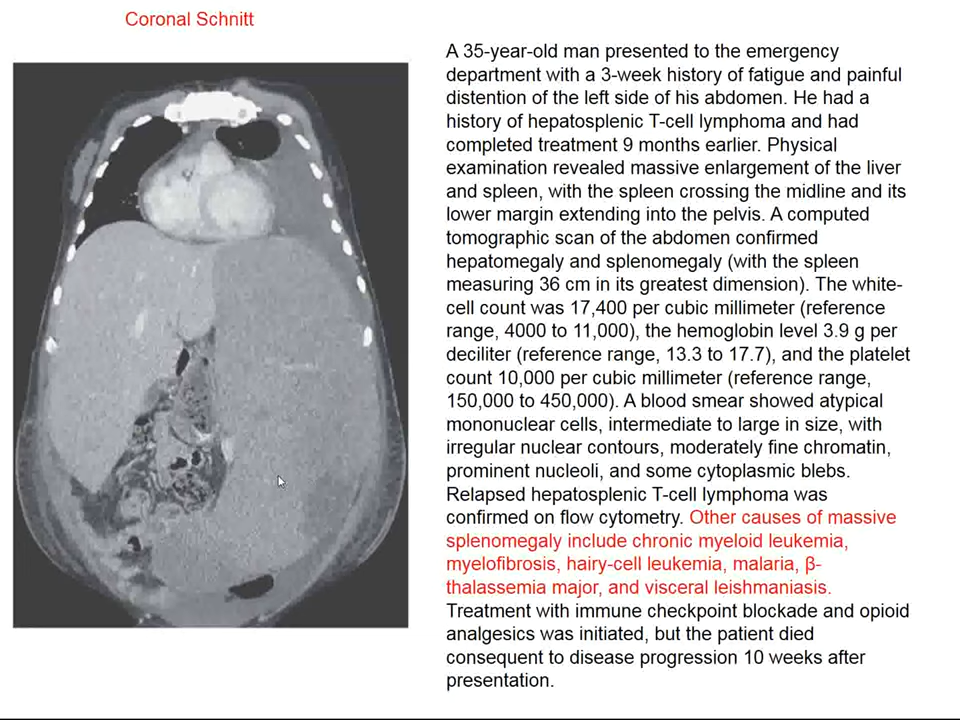 Coronal Schnitt
A 35-year-old man presented to the emergency
department with a 3-week history of fatigue and painful
distention of the left side of his abdomen. He had a
history of hepatosplenic T-cell lymphoma and had
completed treatment 9 months earlier. Physical
examination revealed massive enlargement of the liver
and spleen, with the spleen crossing the midline and its
lower margin extending into the pelvis. A computed
tomographic scan of the abdomen confirmed
hepatomegaly and splenomegaly (with the spleen
measuring 36 cm in its greatest dimension). The white-
cell count was 17,400 per cubic millimeter (reference
range, 4000 to 11,000), the hemoglobin level 3.9 g per
deciliter (reference range, 13.3 to 17.7), and the platelet
count 10,000 per cubic millimeter (reference range,
150,000 to 450,000). A blood smear showed atypical
mononuclear cells, intermediate to large in size, with
irregular nuclear contours, moderately fine chromatin,
prominent nucleoli, and some cytoplasmic blebs.
Relapsed hepatosplenic T-cell lymphoma was
confirmed on flow cytometry. Other causes of massive
splenomegaly include chronic myeloid leukemia,
myelofibrosis, hairy-cell leukemia, malaria, β-
thalassemia major, and visceral leishmaniasis.
Treatment with immune checkpoint blockade and opioid
analgesics was initiated, but the patient died
consequent to disease progression 10 weeks after
presentation.